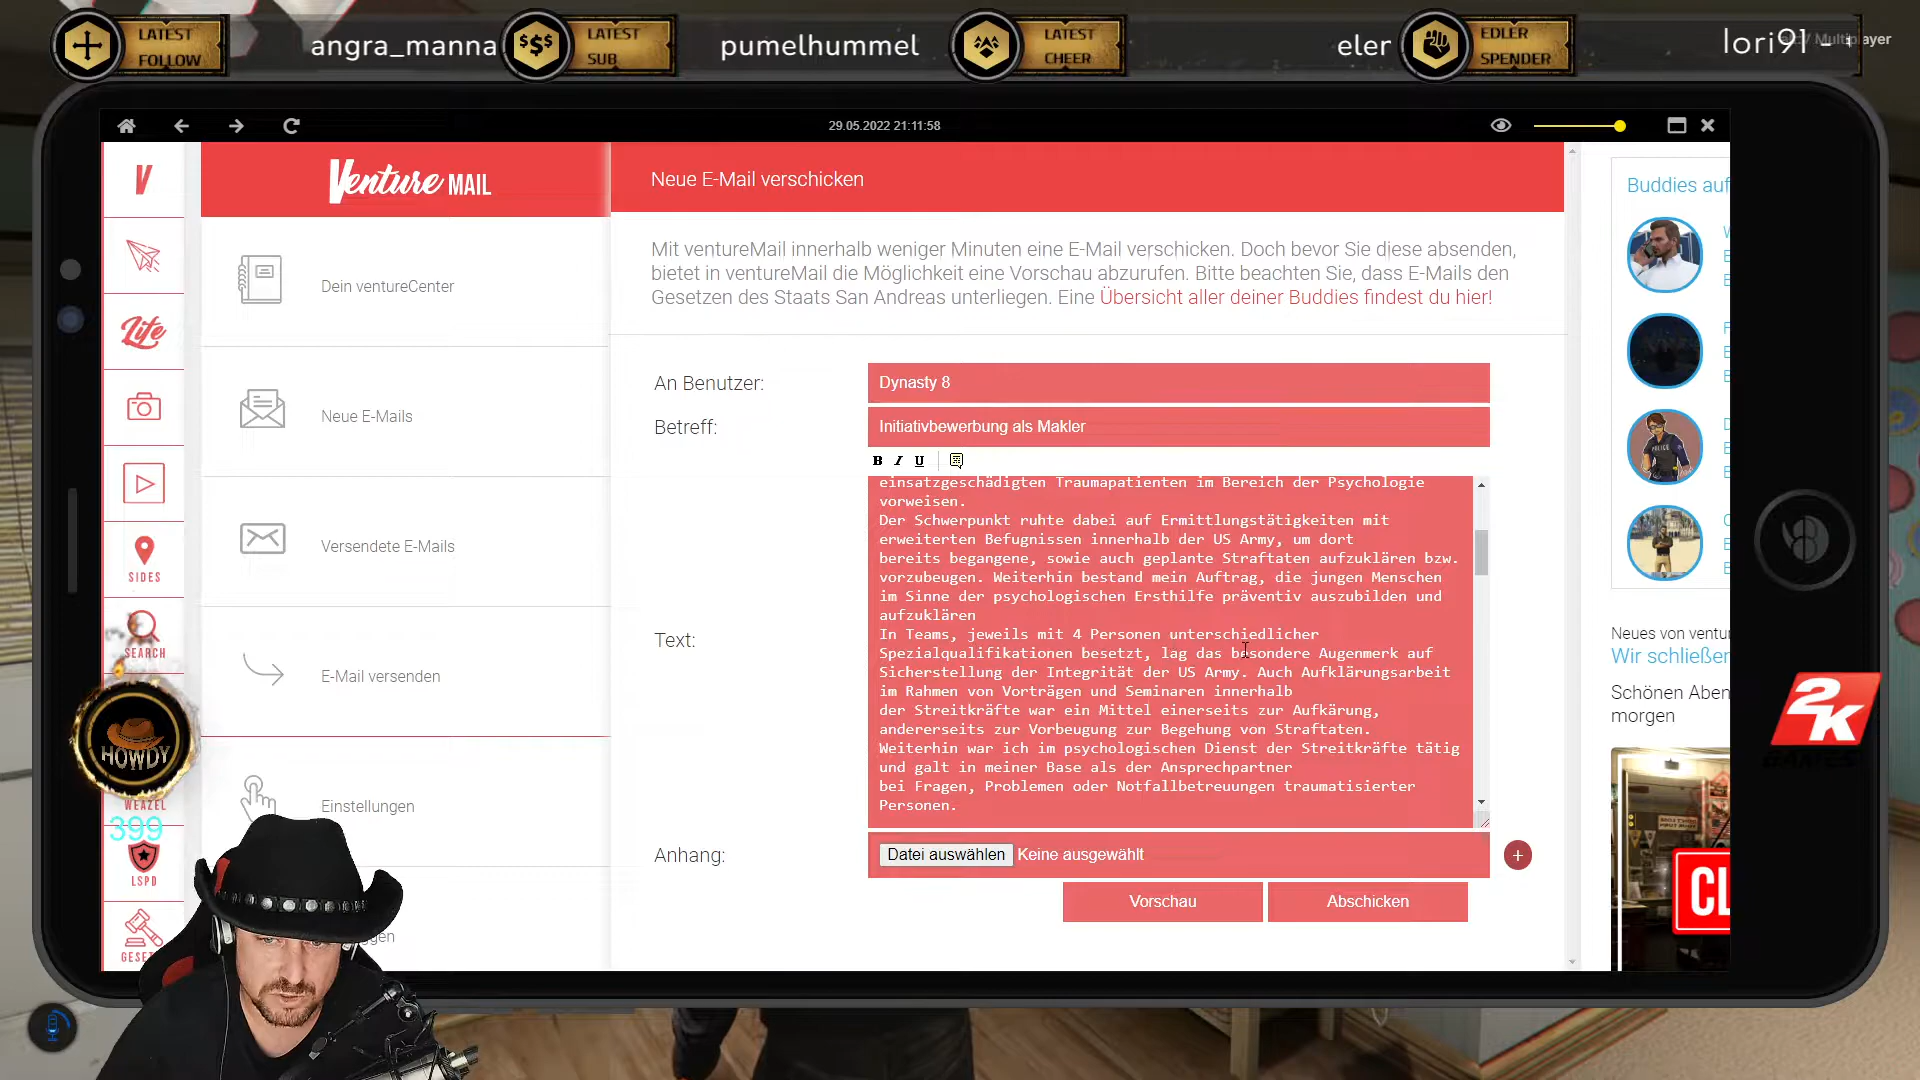 LATEST FOLLOW
angra_manna
$$$
LATEST SUB
pumelhummel
LATEST CHEER
eler
EDLER SPENDER
lori91 -
29.05.2022 21:11:58
V
Life
SIDES
SEARCH
HOWDY
WEAZEL
399
LSPD
Venture MAIL
Dein ventureCenter
Neue E-Mails
Versendete E-Mails
E-Mail versenden
Einstellungen
Neue E-Mail verschicken
Mit ventureMail innerhalb weniger Minuten eine E-Mail verschicken. Doch bevor Sie diese absenden,
bietet in ventureMail die Möglichkeit eine Vorschau abzurufen. Bitte beachten Sie, dass E-Mails den
Gesetzen des Staats San Andreas unterliegen. Eine Übersicht aller deiner Buddies findest du hier!
An Benutzer:
Dynasty 8
Betreff:
Initiativbewerbung als Makler
B I U
Text:
einsatzgeschädigten Traumapatienten im Bereich der Psychologie
vorweisen.
Der Schwerpunkt ruhte dabei auf Ermittlungstätigkeiten mit
erweiterten Befugnissen innerhalb der US Army, um dort
bereits begangene, sowie auch geplante Straftaten aufzuklären bzw.
vorzubeugen. Weiterhin bestand mein Auftrag, die jungen Menschen
im Sinne der psychologischen Ersthilfe präventiv auszubilden und
aufzuklären
In Teams, jeweils mit 4 Personen unterschiedlicher
Spezialqualifikationen besetzt, lag das besondere Augenmerk auf
Sicherstellung der Integrität der US Army. Auch Aufklärungsarbeit
im Rahmen von Vorträgen und Seminaren innerhalb
der Streitkräfte war ein Mittel einerseits zur Aufkärung,
andererseits zur Vorbeugung zur Begehung von Straftaten.
Weiterhin war ich im psychologischen Dienst der Streitkräfte tätig
und galt in meiner Base als der Ansprechpartner
bei Fragen, Problemen oder Notfallbetreuungen traumatisierter
Personen.
Anhang:
Datei auswählen Keine ausgewählt
+
Vorschau
Abschicken
Buddies auf
Neues von ventu
Wir schließen
Schönen Aben
morgen
2K
GAMES
CL